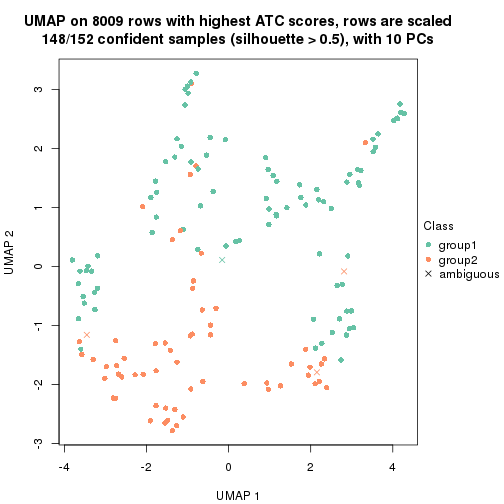 UMAP on 8009 rows with highest ATC scores, rows are scaled
148/152 confident samples (silhouette > 0.5), with 10 PCs
3
2
1
0
-1
-2
-3
UMAP 2
-4
-2
0
2
4
UMAP 1
Class
group1
group2
ambiguous